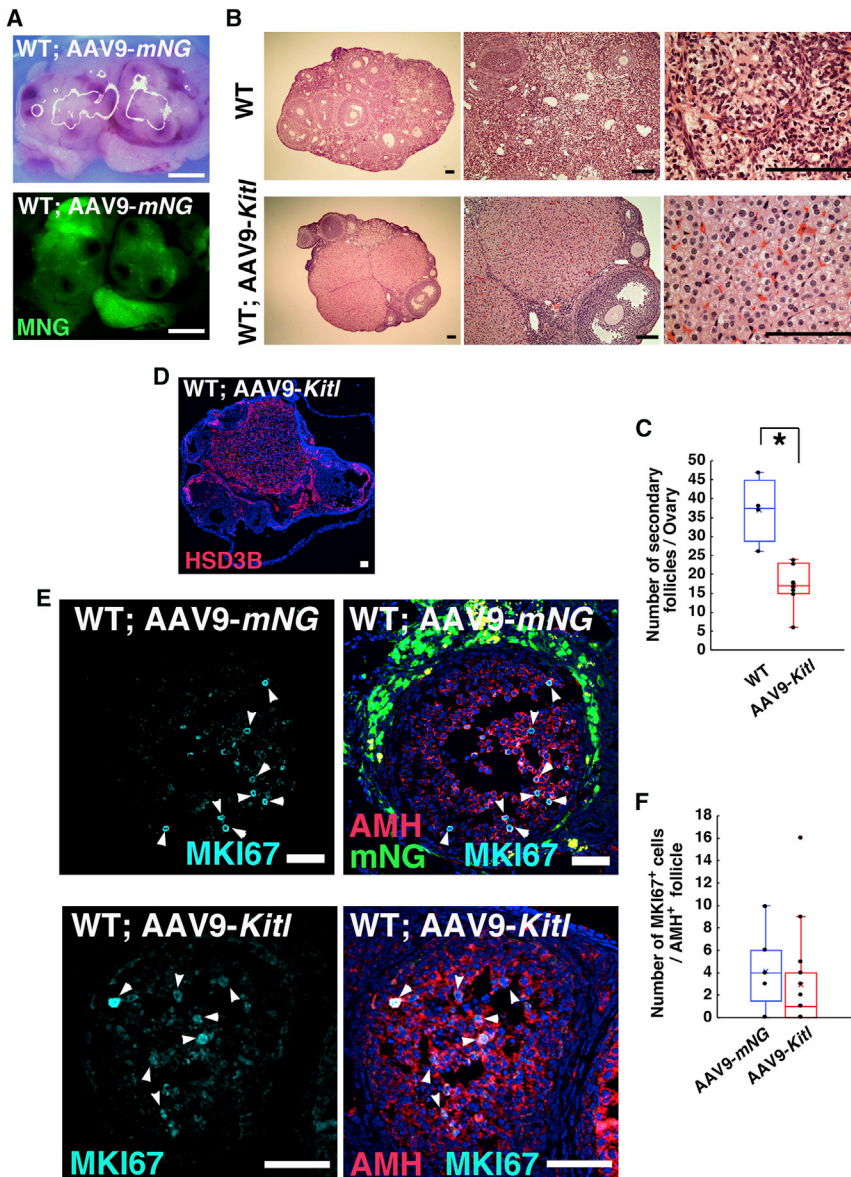 A
WT; AAV9-mNG
WT; AAV9-mNG
MNG
B
WT
WT; AAV9-Kitl
D
WT; AAV9-Kitl
HSD3B
C
*
Number of secondary
follicles / Ovary
50
45
40
35
30
25
20
15
10
5
0
WT
AAV9-Kitl
E
WT; AAV9-mNG
MKI67
WT; AAV9-mNG
AMH
mNG
MKI67
WT; AAV9-Kitl
MKI67
WT; AAV9-Kitl
AMH
MKI67
F
Number of MKI67⁺ cells
/ AMH⁺ follicle
18
16
14
12
10
8
6
4
2
0
AAV9-mNG
AAV9-Kitl